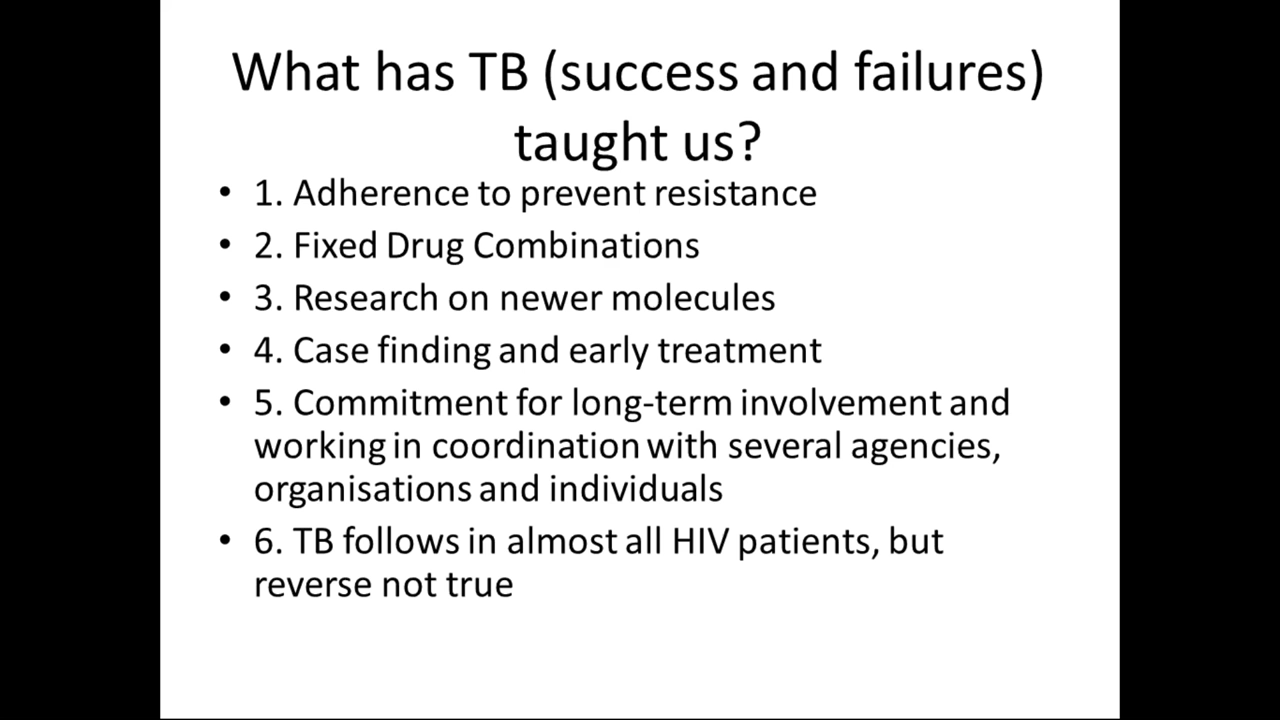 What has TB (success and failures)
taught us?
• 1. Adherence to prevent resistance
• 2. Fixed Drug Combinations
• 3. Research on newer molecules
• 4. Case finding and early treatment
• 5. Commitment for long-term involvement and
working in coordination with several agencies,
organisations and individuals
• 6. TB follows in almost all HIV patients, but
reverse not true